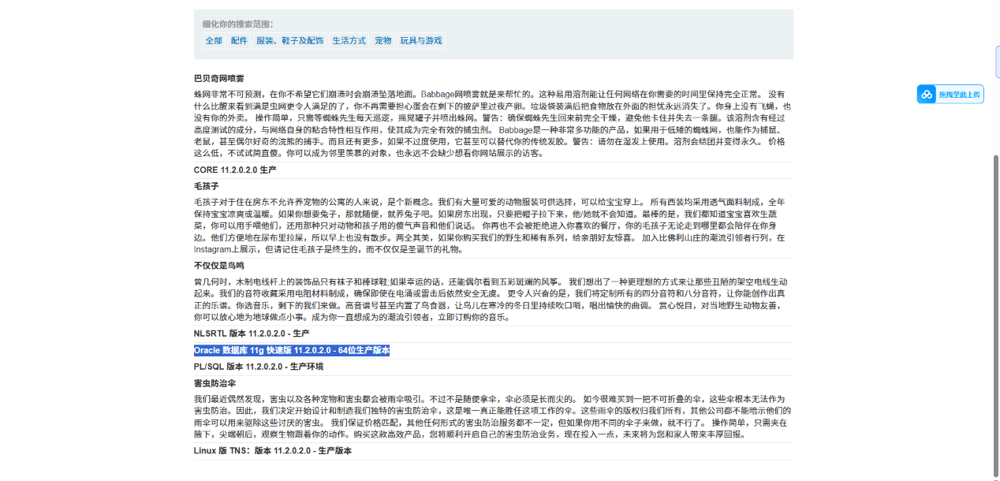 细化你的搜索范围：
全部 配件 服装、鞋子及配饰 生活方式 宠物 玩具与游戏
拖拽至此上传
巴贝奇网喷雾
蛛网非常不可预测，在你不希望它们崩溃时会崩溃坠落地面。Babbage网喷雾就是来帮忙的。这种易用溶剂能让任何网络在你需要的时间里保持完全正常。 没有
什么比醒来看到满是虫网更令人满足的了，你不再需要担心蛋会在剩下的披萨里过夜产卵。垃圾袋装满后把食物放在外面的担忧永远消失了。你身上没有飞蝇，也
没有你的外卖。 操作简单，只需等蜘蛛先生每天巡逻，摇晃罐子并喷出蛛网。警告：确保蜘蛛先生回来前完全干燥，避免他卡住并失去一条腿。该溶剂含有经过
高度测试的成分，与网络自身的粘合特性相互作用，使其成为完全有效的捕虫剂。 Babbage是一种非常多功能的产品，如果用于低矮的蜘蛛网，也能作为捕鼠、
老鼠，甚至偶尔好奇的浣熊的捕手。而且还有更多，如果不过度使用，它甚至可以替代你的传统发胶。警告：请勿在湿发上使用。溶剂会结团并变得永久。 价格
这么低，不试试简直傻。你可以成为邻里羡慕的对象，也永远不会缺少想看你网站展示的访客。
CORE 11.2.0.2.0 生产
毛孩子
毛孩子对于住在房东不允许养宠物的公寓的人来说，是个新概念。我们有大量可爱的动物服装可供选择，可以给宝宝穿上。 所有西装均采用透气面料制成，全年
保持宝宝凉爽或温暖。如果你想要兔子，那就随便，就养兔子吧。如果房东出现，只要把帽子拉下来，他/她就不会知道。最棒的是，我们都知道宝宝喜欢生蔬
菜，你可以用手喂他们，还用那种只对动物和孩子用的傻气声音和他们说话。 你再也不会被拒绝进入你喜欢的餐厅，你的毛孩子无论走到哪里都会陪伴在你身
边。他们方便地在尿布里拉屎，所以早上也没有散步。两全其美，如果你购买我们的野生和稀有系列，给亲朋好友惊喜。 加入比佛利山庄的潮流引领者行列，在
Instagram上展示，但请记住毛孩子是终生的，而不仅仅是圣诞节的礼物。
不仅仅是鸟鸣
曾几何时，木制电线杆上的装饰品只有袜子和棒球鞋;如果幸运的话，还能偶尔看到五彩斑斓的风筝。 我们想出了一种更理想的方式来让那些丑陋的架空电线生动
起来。我们的音符收藏采用电阻材料制成，确保即使在电涌或雷击后依然安全无虞。 更令人兴奋的是，我们将定制所有的四分音符和八分音符，让你能创作出真
正的乐谱。你选音乐，剩下的我们来做。高音谱号甚至内置了鸟食器，让鸟儿在寒冷的冬日里持续吹口哨，唱出愉快的曲调。 赏心悦目，对当地野生动物友善，
你可以放心地为地球做点小事。成为你一直想成为的潮流引领者，立即订购你的音乐。
NLSRTL 版本 11.2.0.2.0 - 生产
Oracle 数据库 11g 快速版 11.2.0.2.0 - 64位生产版本
PL/SQL 版本 11.2.0.2.0 - 生产环境
害虫防治伞
我们最近偶然发现，害虫以及各种宠物和害虫都会被雨伞吸引。不过不是随便拿伞，伞必须是长而尖的。 如今很难买到一把不可折叠的伞，这些伞根本无法作为
害虫防治。因此，我们决定开始设计和制造我们独特的害虫防治伞，这是唯一真正能胜任这项工作的伞。这些雨伞的版权归我们所有，其他公司都不能暗示他们的
雨伞可以用来驱除这些讨厌的害虫。 我们保证价格匹配，其他任何形式的害虫防治服务都不一定，但如果你用不同的伞子来做，就不行了。 操作简单，只需夹在
腋下，尖端朝后，观察生物跟着你的动作。购买这款高效产品，您将顺利开启自己的害虫防治业务，现在投入一点，未来将为您和家人带来丰厚回报。
Linux 版 TNS：版本 11.2.0.2.0 - 生产版本